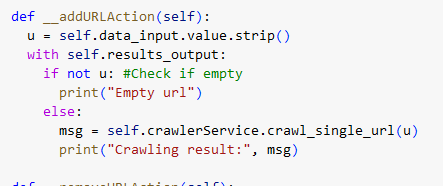 def __addURLAction(self):
  u = self.data_input.value.strip()
  with self.results_output:
    if not u: #Check if empty
      print("Empty url")
    else:
      msg = self.crawlerService.crawl_single_url(u)
      print("Crawling result:", msg)
def __removeURLAction(self):